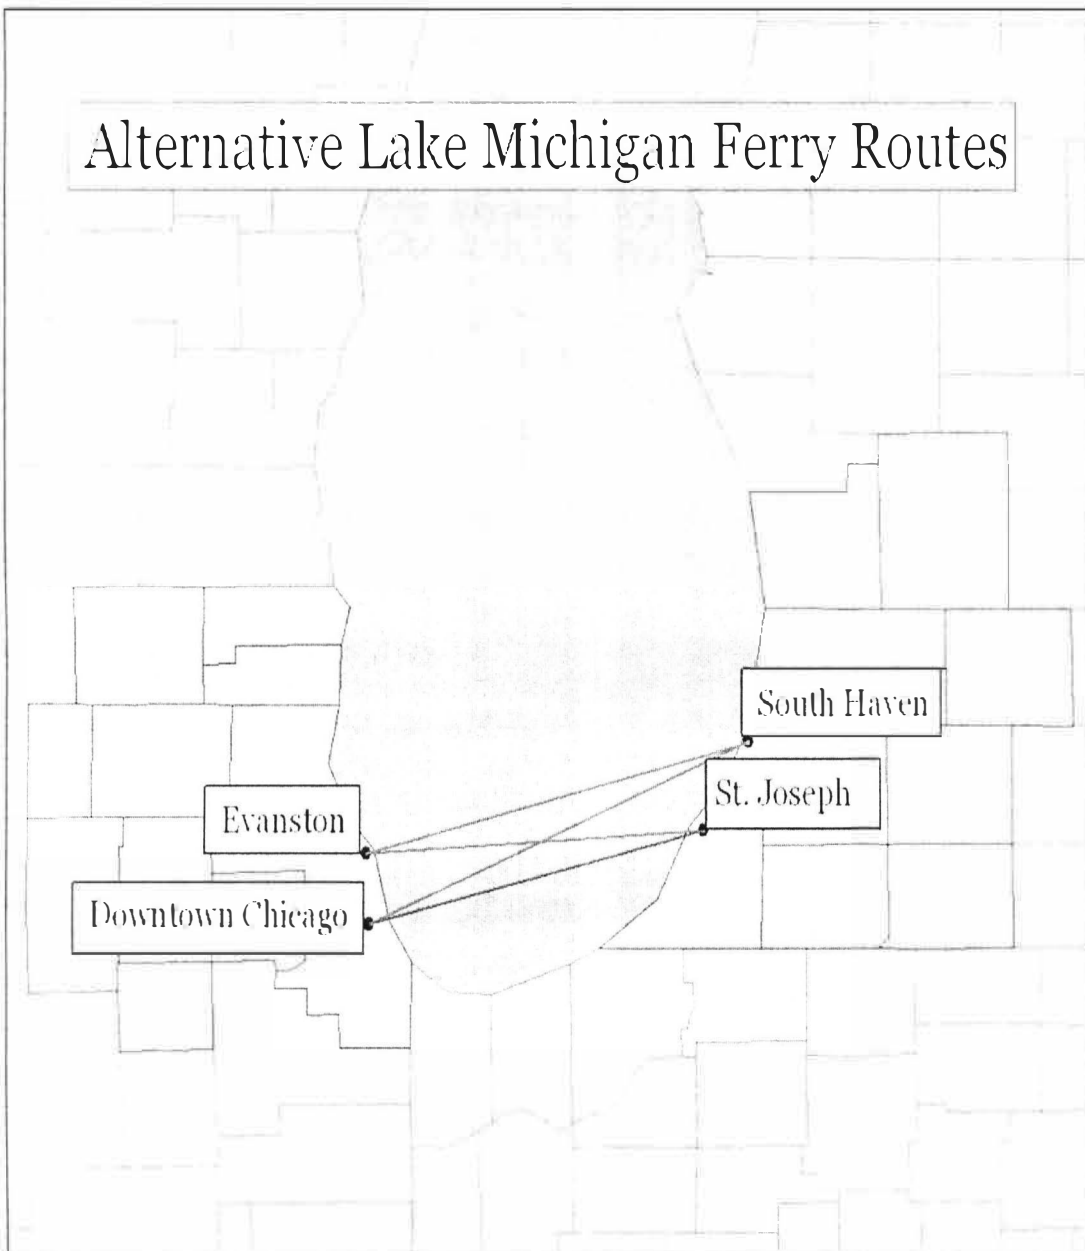 Alternative Lake Michigan Ferry Routes
South Haven
St. Joseph
Evanston
Downtown Chicago